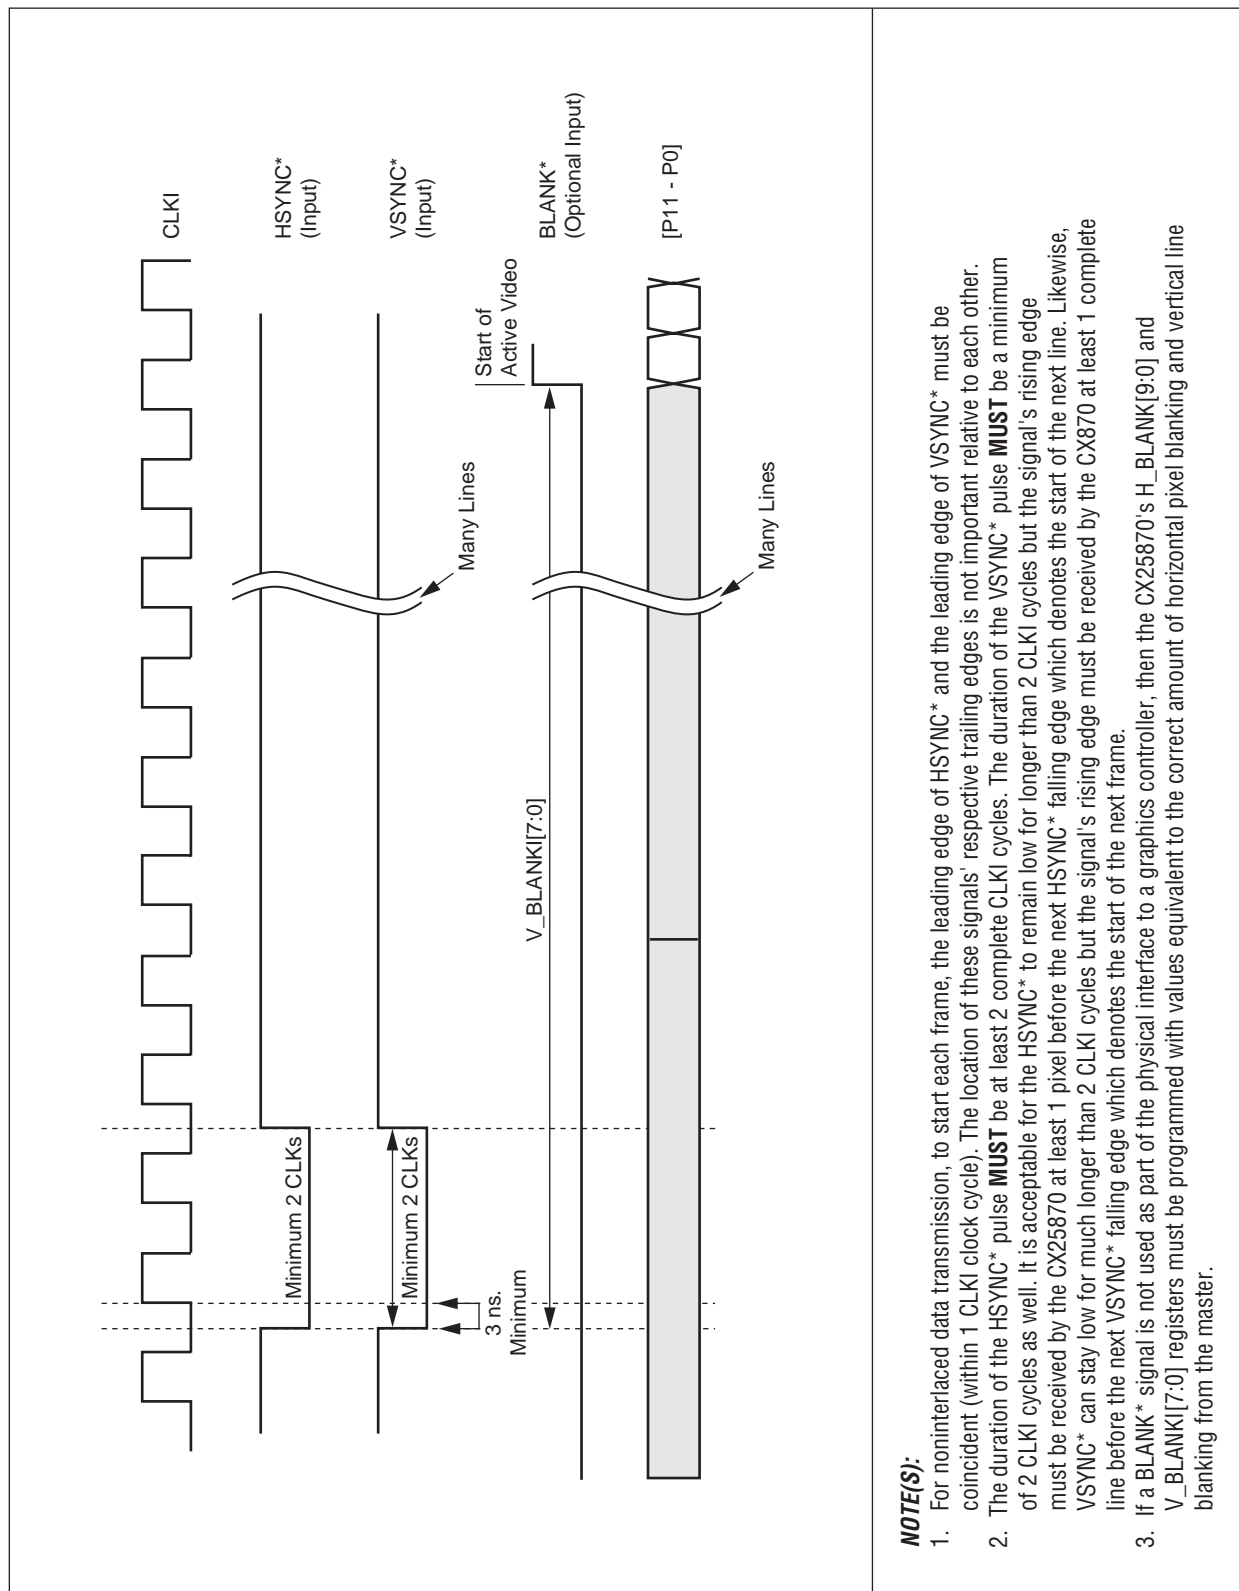 CLKI
HSYNC*
(Input)
VSYNC*
(Input)
BLANK*
(Optional Input)
[P11 - P0]
Start of
Active Video
Many Lines
Many Lines
V_BLANKI[7:0]
Minimum 2 CLKs
Minimum 2 CLKs
3 ns.
Minimum
NOTE(S):
1. For noninterlaced data transmission, to start each frame, the leading edge of HSYNC* and the leading edge of VSYNC* must be
coincident (within 1 CLKI clock cycle). The location of these signals' respective trailing edges is not important relative to each other.
2. The duration of the HSYNC* pulse MUST be at least 2 complete CLKI cycles. The duration of the VSYNC* pulse MUST be a minimum
of 2 CLKI cycles as well. It is acceptable for the HSYNC* to remain low for longer than 2 CLKI cycles but the signal's rising edge
must be received by the CX25870 at least 1 pixel before the next HSYNC* falling edge which denotes the start of the next line. Likewise,
VSYNC* can stay low for much longer than 2 CLKI cycles but the signal's rising edge must be received by the CX870 at least 1 complete
line before the next VSYNC* falling edge which denotes the start of the next frame.
3. If a BLANK* signal is not used as part of the physical interface to a graphics controller, then the CX25870's H_BLANK[9:0] and
V_BLANKI[7:0] registers must be programmed with values equivalent to the correct amount of horizontal pixel blanking and vertical line
blanking from the master.